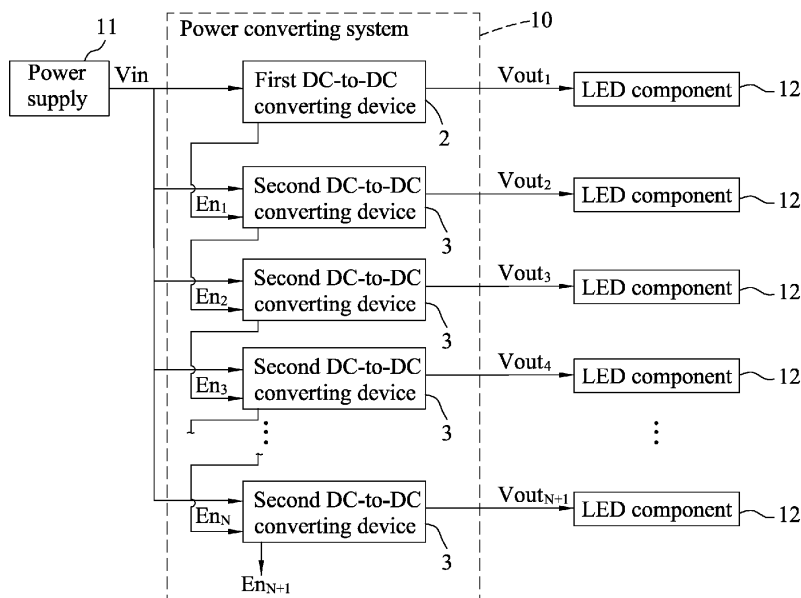 11
Power converting system
10
Power
supply
Vin
First DC-to-DC
converting device
2
Vout₁
LED component
12
En₁
Second DC-to-DC
converting device
3
Vout₂
LED component
12
En₂
Second DC-to-DC
converting device
3
Vout₃
LED component
12
En₃
Second DC-to-DC
converting device
3
Vout₄
LED component
12
Enₙ
Second DC-to-DC
converting device
3
Voutₙ₊₁
LED component
12
Enₙ₊₁